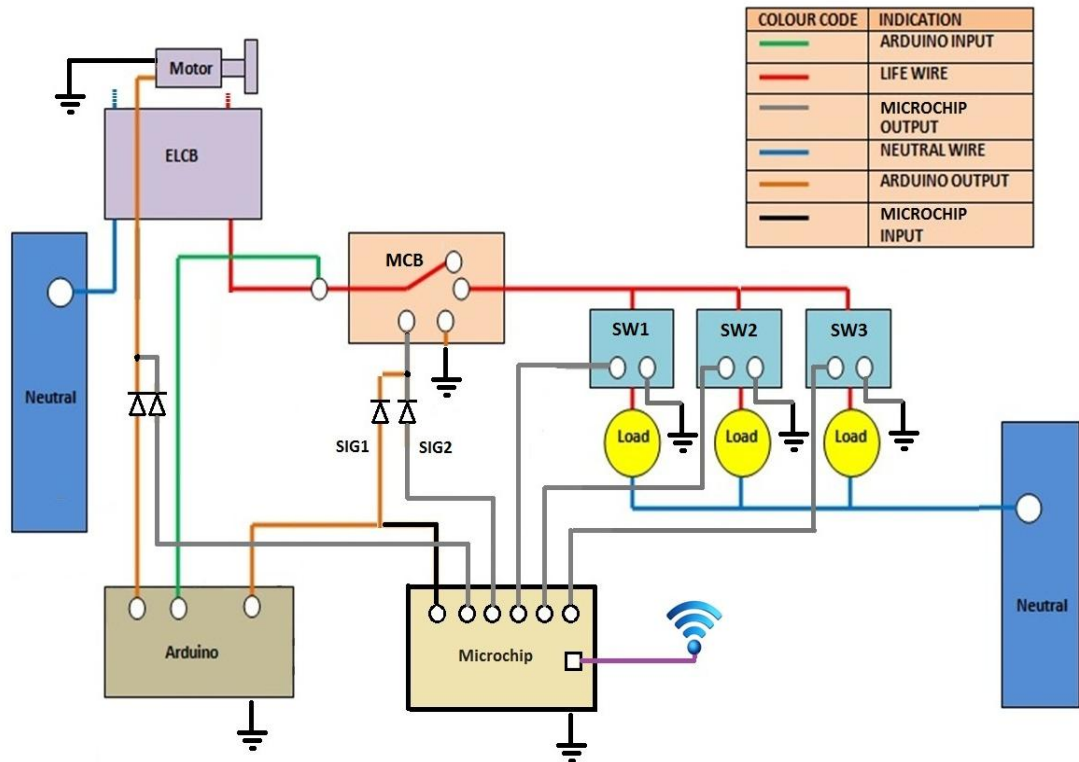 COLOUR CODE INDICATION
ARDUINO INPUT
LIFE WIRE
MICROCHIP
OUTPUT
NEUTRAL WIRE
ARDUINO OUTPUT
MICROCHIP
INPUT
Motor
ELCB
MCB
SW1
SW2
SW3
Neutral
Load
Load
Load
SIG1
SIG2
Neutral
Arduino
Microchip